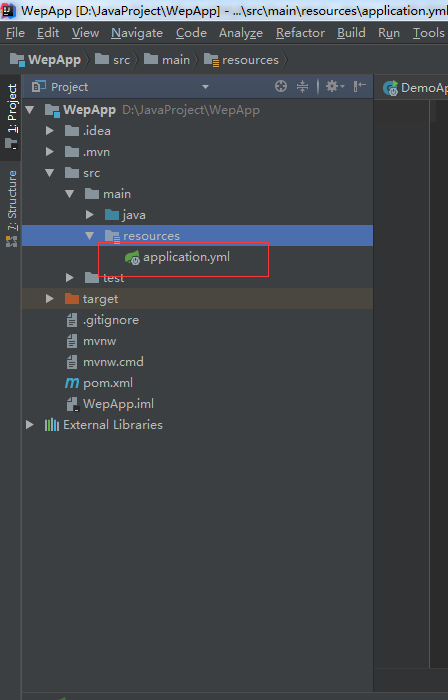 WepApp [D:\JavaProject\WepApp] - ...\src\main\resources\application.yml
File Edit View Navigate Code Analyze Refactor Build Run Tools
WepApp src main resources
Project DemoAp
1: Project
7: Structure
WepApp D:\JavaProject\WepApp
.idea
.mvn
src
main
java
resources
application.yml
test
target
.gitignore
mvnw
mvnw.cmd
pom.xml
WepApp.iml
External Libraries